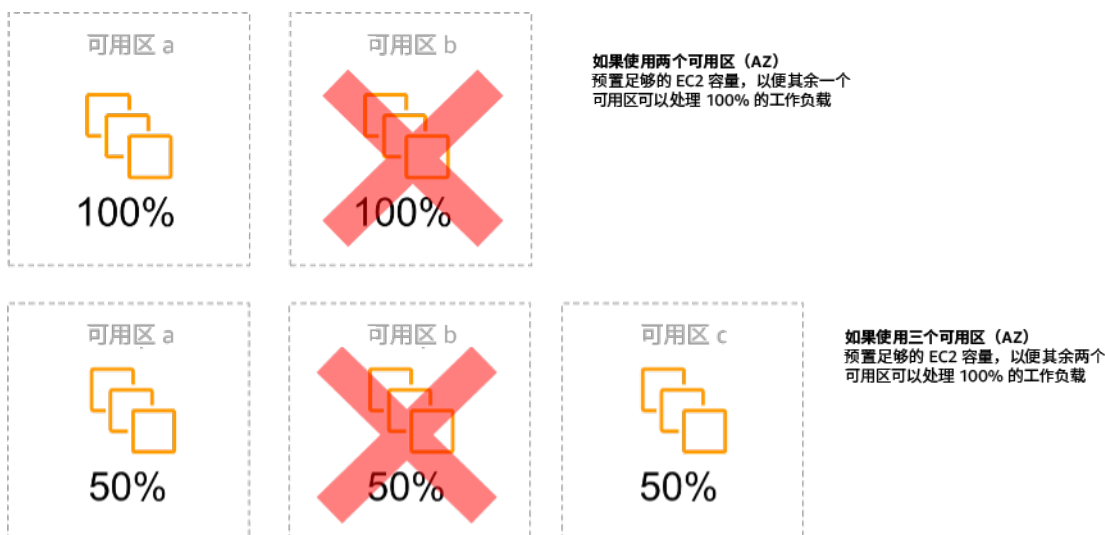 可用区 a
可用区 b
如果使用两个可用区（AZ）
预置足够的 EC2 容量，以便其余一个
可用区可以处理 100% 的工作负载
100%
100%
可用区 a
可用区 b
可用区 c
如果使用三个可用区（AZ）
预置足够的 EC2 容量，以便其余两个
可用区可以处理 100% 的工作负载
50%
50%
50%